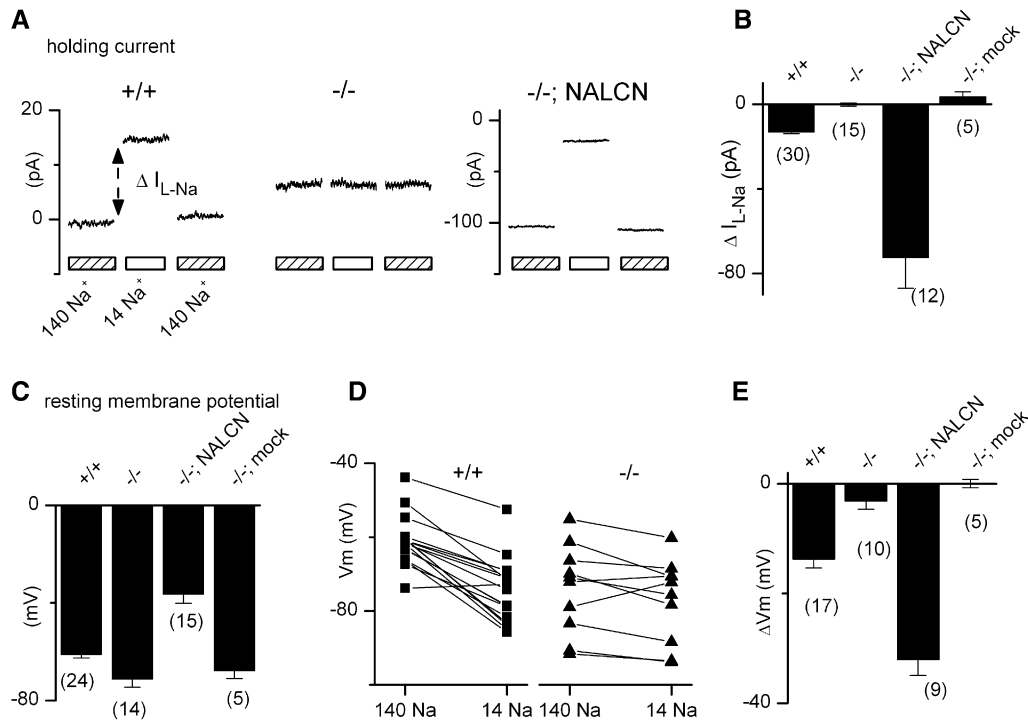 A
holding current
+/+
-/-
-/-; NALCN
20
0
(pA)
Δ I L-Na
0
-100
(pA)
140 Na+
14 Na+
140 Na+
B
+/+
-/-
-/-; NALCN
-/-; mock
0
-80
Δ I L-Na (pA)
(30)
(15)
(12)
(5)
C
resting membrane potential
+/+
-/-
-/-; NALCN
-/-; mock
0
-80
(mV)
(24)
(14)
(15)
(5)
D
+/+
-/-
-40
-80
Vm (mV)
140 Na
14 Na
140 Na
14 Na
E
+/+
-/-
-/-; NALCN
-/-; mock
0
-40
ΔVm (mV)
(17)
(10)
(9)
(5)